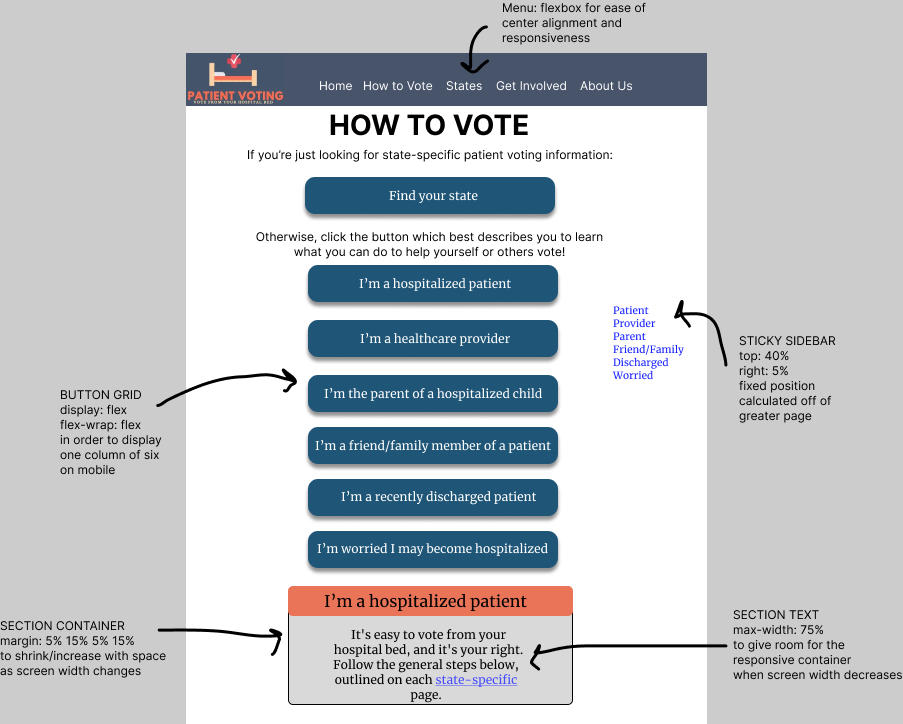 Menu: flexbox for ease of
center alignment and
responsiveness
PATIENT VOTING
VOTE FROM YOUR HOSPITAL BED
Home How to Vote States Get Involved About Us
HOW TO VOTE
If you're just looking for state-specific patient voting information:
Find your state
Otherwise, click the button which best describes you to learn
what you can do to help yourself or others vote!
I'm a hospitalized patient
I'm a healthcare provider
I'm the parent of a hospitalized child
I'm a friend/family member of a patient
I'm a recently discharged patient
I'm worried I may become hospitalized
Patient
Provider
Parent
Friend/Family
Discharged
Worried
STICKY SIDEBAR
top: 40%
right: 5%
fixed position
calculated off of
greater page
BUTTON GRID
display: flex
flex-wrap: flex
in order to display
one column of six
on mobile
I'm a hospitalized patient
It's easy to vote from your
hospital bed, and it's your right.
Follow the general steps below,
outlined on each state-specific
page.
SECTION CONTAINER
margin: 5% 15% 5% 15%
to shrink/increase with space
as screen width changes
SECTION TEXT
max-width: 75%
to give room for the
responsive container
when screen width decreases